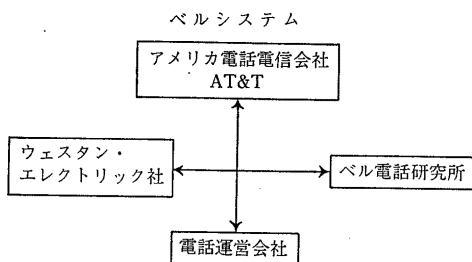 ベルシステム
アメリカ電話電信会社
AT&T
ウェスタン・
エレクトリック社
ベル電話研究所
電話運営会社